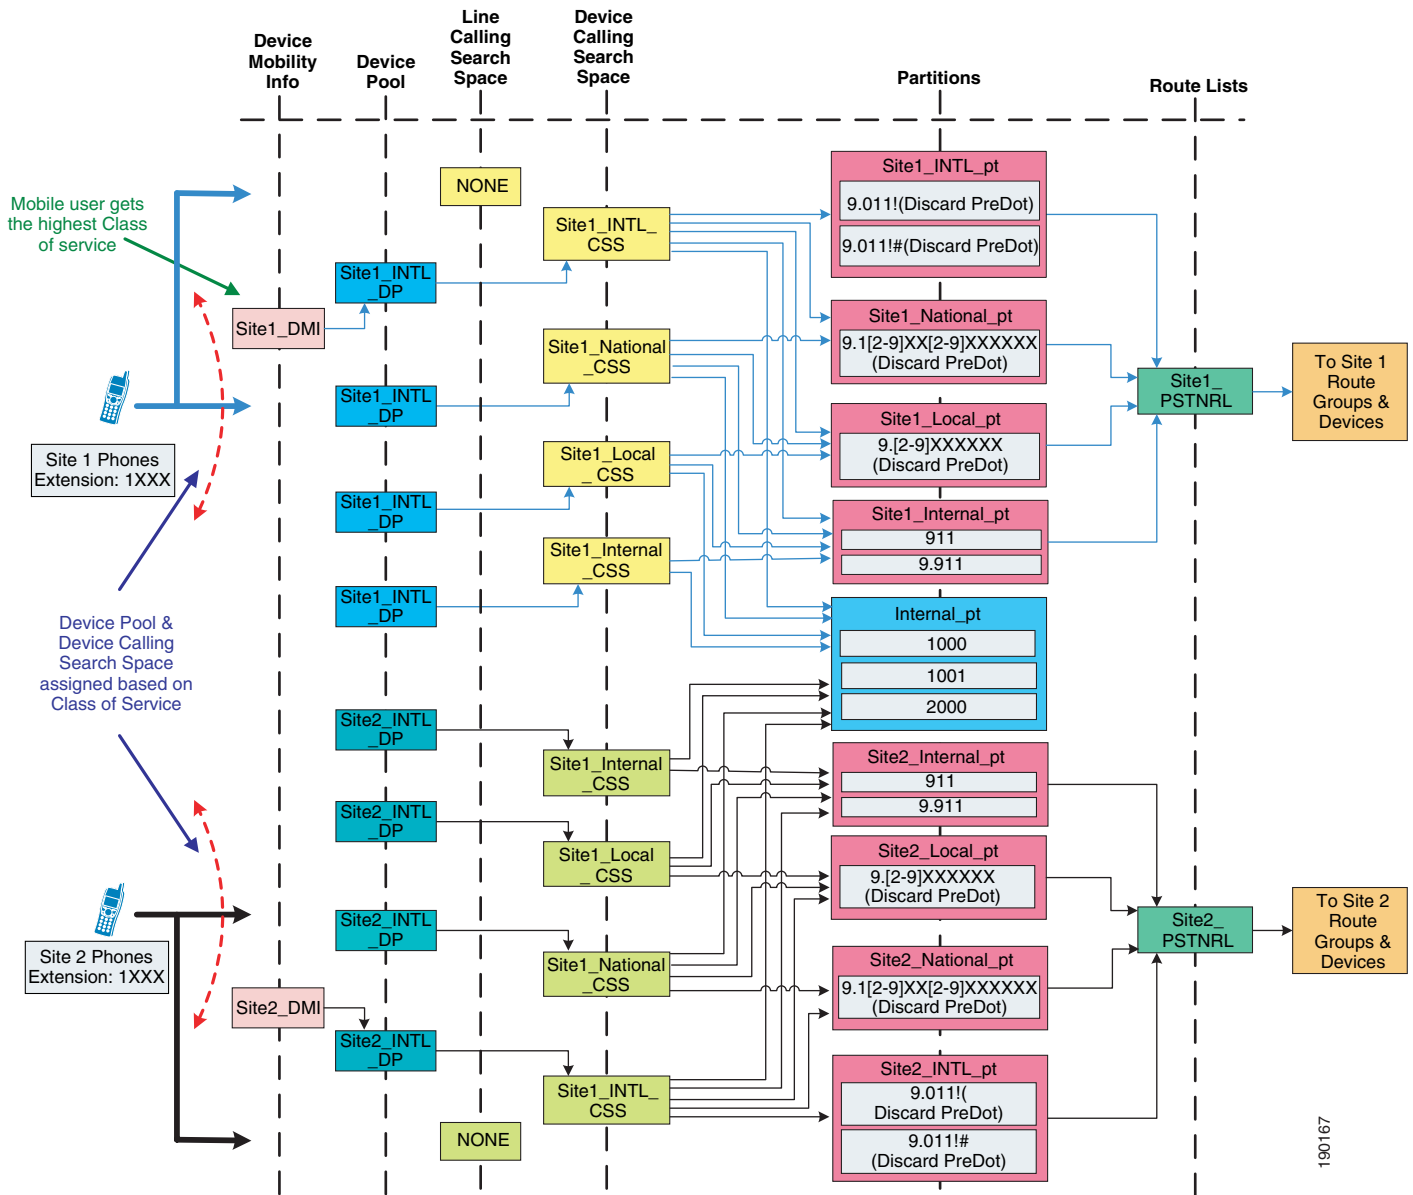 Device
Mobility
Info
Device
Pool
Line
Calling
Search
Space
Device
Calling
Search
Space
Partitions
Route Lists
Mobile user gets
the highest Class
of service
NONE
Site1_INTL_
CSS
Site1_INTL
_DP
Site1_DMI
Site1_National
_CSS
Site1_INTL
_DP
Site 1 Phones
Extension: 1XXX
Site1_Local
_ CSS
Site1_INTL
_DP
Site1_Internal
_CSS
Site1_INTL
_DP
Site1_INTL_pt
9.011!(Discard PreDot)
9.011!#(Discard PreDot)
Site1_National_pt
9.1[2-9]XX[2-9]XXXXXX
(Discard PreDot)
Site1_Local_pt
9.[2-9]XXXXXX
(Discard PreDot)
Site1_Internal_pt
911
9.911
Site1_
PSTNRL
To Site 1
Route
Groups &
Devices
Internal_pt
1000
1001
2000
Device Pool &
Device Calling
Search Space
assigned based on
Class of Service
Site2_INTL
_DP
Site1_Internal
_CSS
Site2_INTL
_DP
Site1_Local
_ CSS
Site2_INTL
_DP
Site1_National
_CSS
Site 2 Phones
Extension: 1XXX
Site2_DMI
Site2_INTL
_DP
Site1_INTL_
CSS
NONE
Site2_Internal_pt
911
9.911
Site2_Local_pt
9.[2-9]XXXXXX
(Discard PreDot)
Site2_National_pt
9.1[2-9]XX[2-9]XXXXXX
(Discard PreDot)
Site2_INTL_pt
9.011!(
Discard PreDot)
9.011!#
(Discard PreDot)
Site2_
PSTNRL
To Site 2
Route
Groups &
Devices
190167